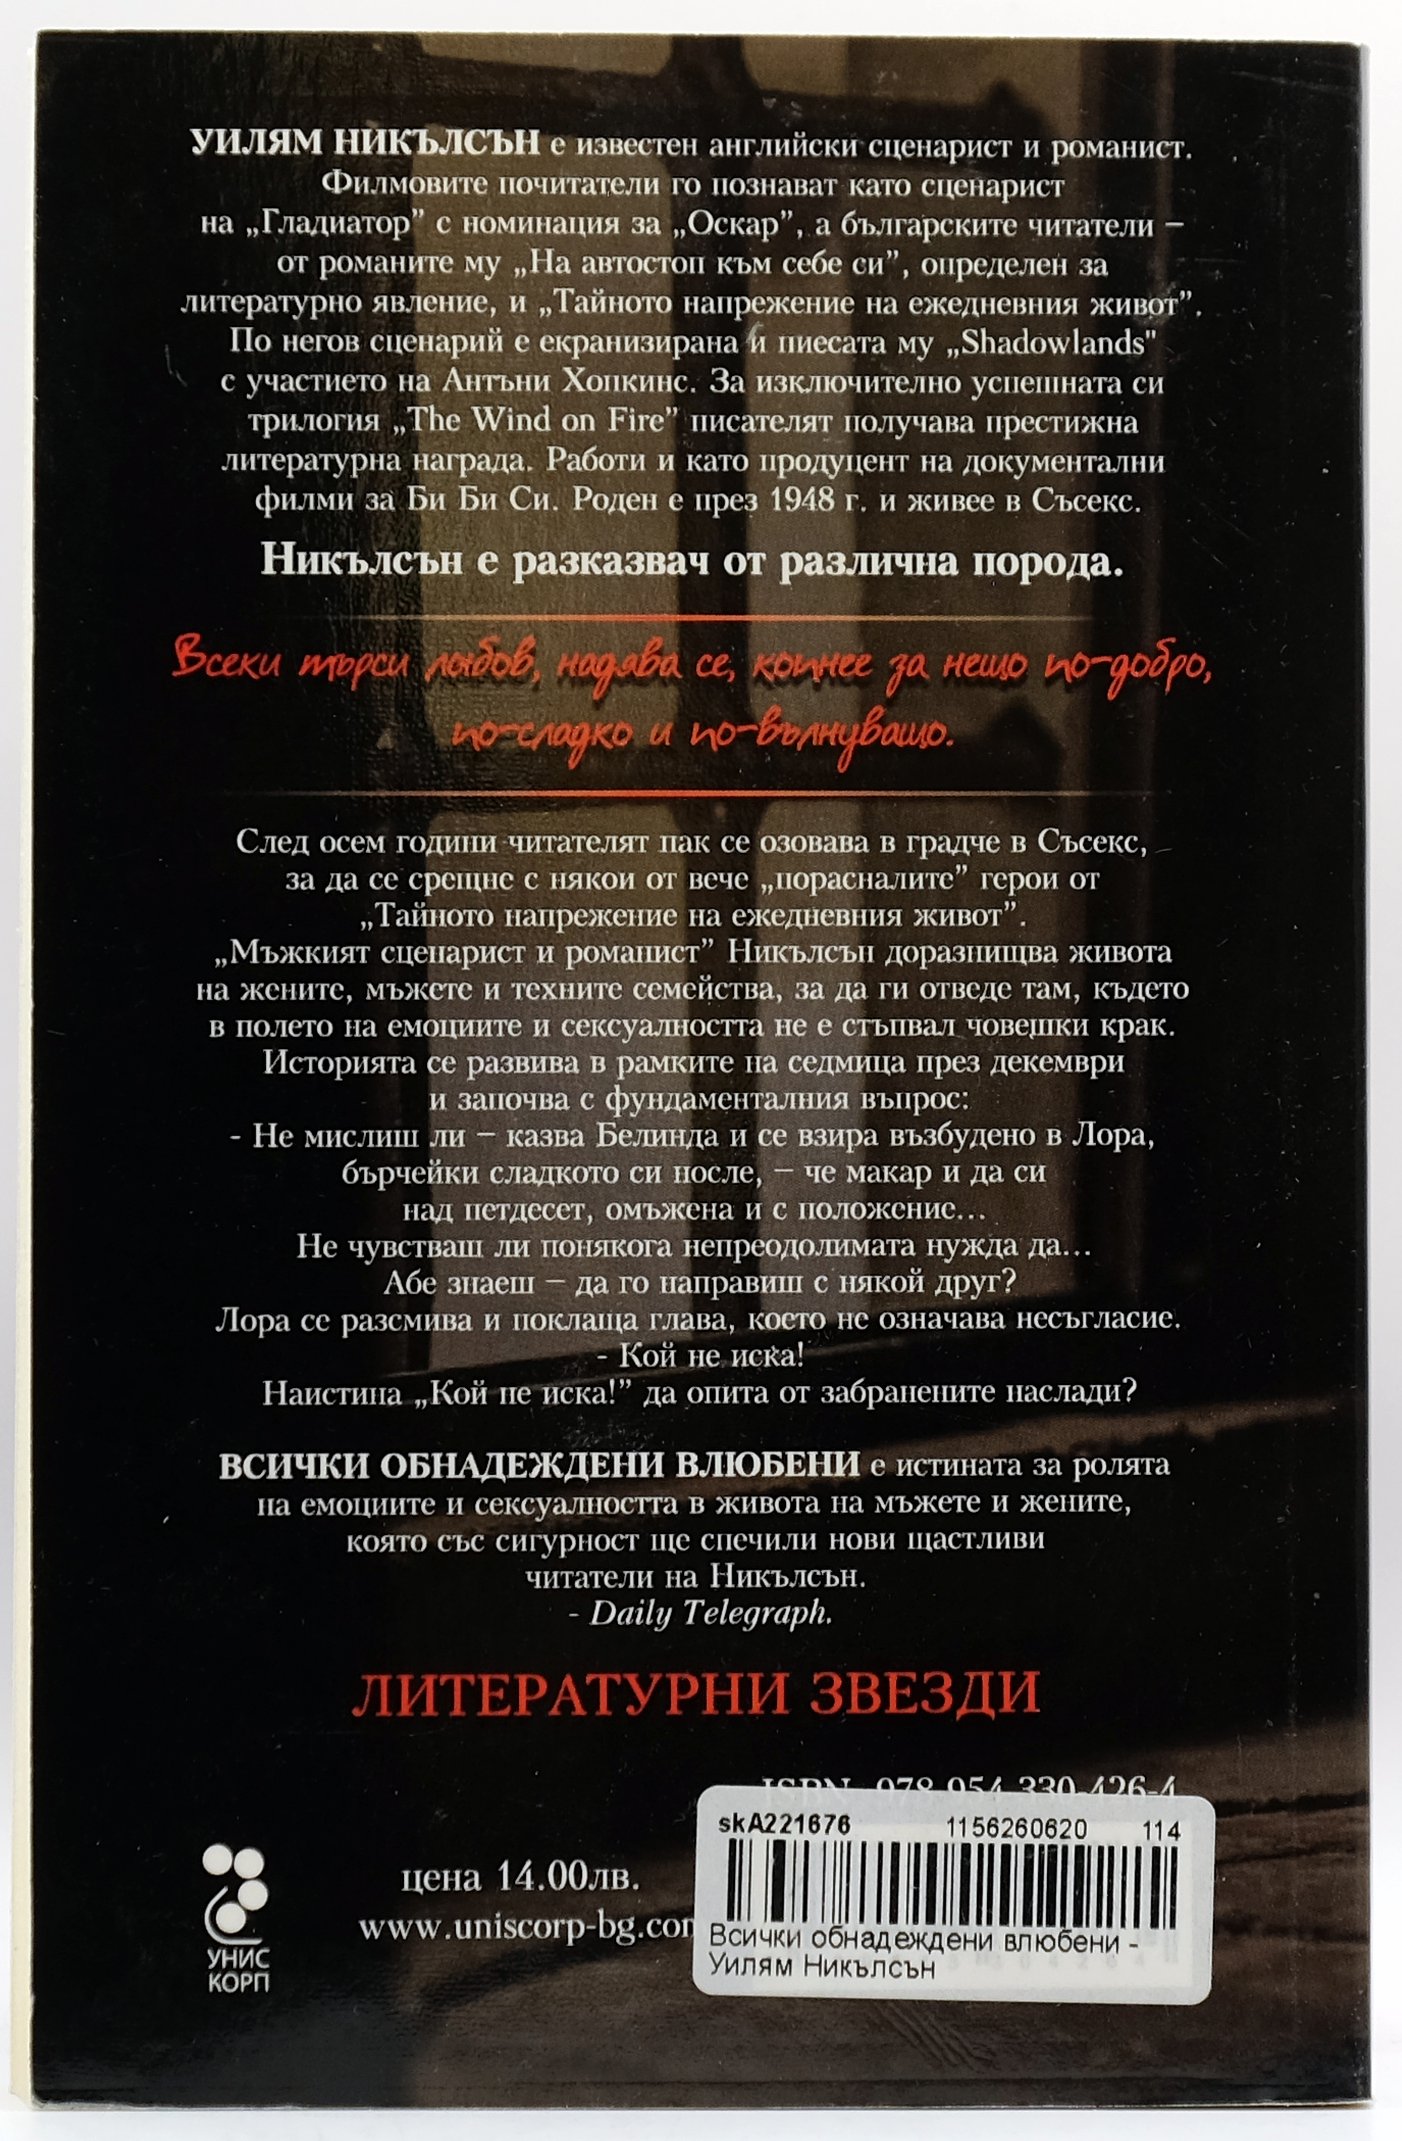 УИЛЯМ НИКЪЛСЪН е известен английски сценарист и романист.
Филмовите почитатели го познават като сценарист
на „Гладиатор” с номинация за „Оскар”, а българските читатели –
от романите му „На автостоп към себе си”, определен за
литературно явление, и „Тайното напрежение на ежедневния живот”.
По негов сценарий е екранизирана и пиесата му „Shadowlands"
с участието на Антъни Хопкинс. За изключително успешната си
трилогия „The Wind on Fire” писателят получава престижна
литературна награда. Работи и като продуцент на документални
филми за Би Би Си. Роден е през 1948 г. и живее в Съсекс.
Никълсън е разказвач от различна порода.
Всеки търси любов, надява се, копнее за нещо по-добро,
по-сладко и по-вълнуващо.
След осем години читателят пак се озовава в градче в Съсекс,
за да се срещне с някои от вече „порасналите” герои от
„Тайното напрежение на ежедневния живот”.
„Мъжкият сценарист и романист” Никълсън доразнищва живота
на жените, мъжете и техните семейства, за да ги отведе там, където
в полето на емоциите и сексуалността не е стъпвал човешки крак.
Историята се развива в рамките на седмица през декември
и започва с фундаменталния въпрос:
- Не мислиш ли – казва Белинда и се взира възбудено в Лора,
бърчейки сладкото си носле, – че макар и да си
над петдесет, омъжена и с положение...
Не чувстваш ли понякога непреодолимата нужда да...
Абе знаеш – да го направиш с някой друг?
Лора се разсмива и поклаща глава, което не означава несъгласие.
- Кой не иска!
Наистина „Кой не иска!” да опита от забранените наслади?
ВСИЧКИ ОБНАДЕЖДЕНИ ВЛЮБЕНИ е истината за ролята
на емоциите и сексуалността в живота на мъжете и жените,
която със сигурност ще спечили нови щастливи
читатели на Никълсън.
- Daily Telegraph.
ЛИТЕРАТУРНИ ЗВЕЗДИ
ISBN 978-954-330-426-4
skA221676 1156260620 114
Всички обнадеждени влюбени -
Уилям Никълсън
цена 14.00лв.
www.uniscorp-bg.com
УНИС
КОРП